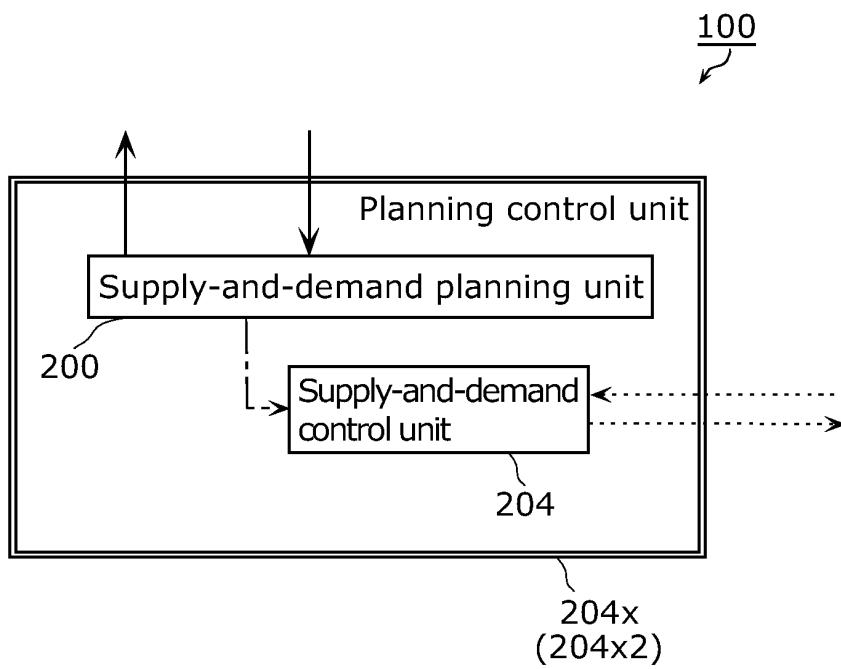 100
Planning control unit
Supply-and-demand planning unit
200
Supply-and-demand
control unit
204
204x
(204x2)